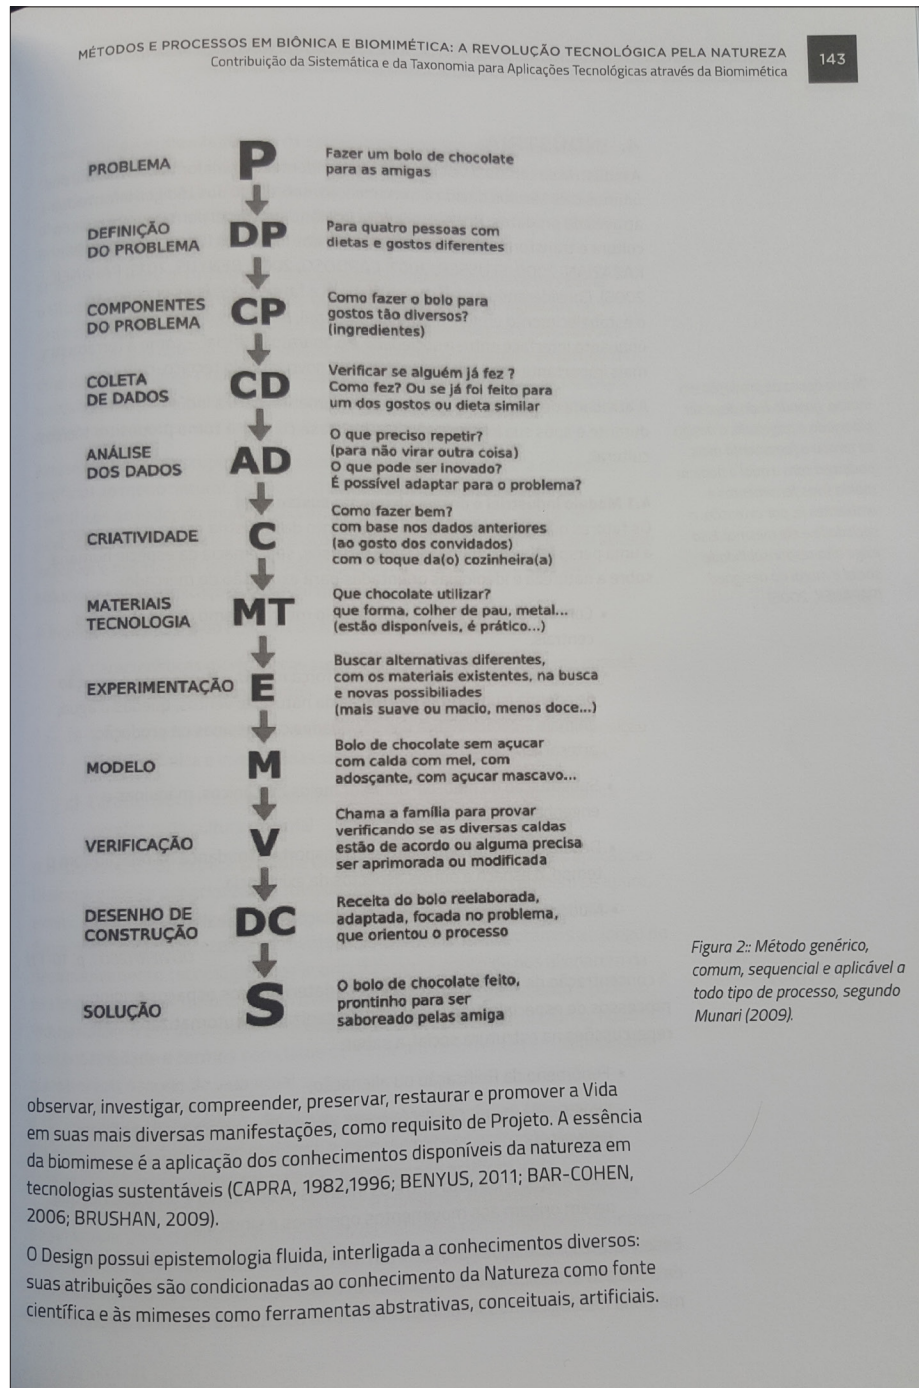 MÉTODOS E PROCESSOS EM BIÔNICA E BIOMIMÉTICA: A REVOLUÇÃO TECNOLÓGICA PELA NATUREZA
Contribuição da Sistemática e da Taxonomia para Aplicações Tecnológicas através da Biomimética
143
PROBLEMA
P
Fazer um bolo de chocolate
para as amigas
DEFINIÇÃO
DO PROBLEMA
DP
Para quatro pessoas com
dietas e gostos diferentes
COMPONENTES
DO PROBLEMA
CP
Como fazer o bolo para
gostos tão diversos?
(ingredientes)
COLETA
DE DADOS
CD
Verificar se alguém já fez ?
Como fez? Ou se já foi feito para
um dos gostos ou dieta similar
ANÁLISE
DOS DADOS
AD
O que preciso repetir?
(para não virar outra coisa)
O que pode ser inovado?
É possível adaptar para o problema?
CRIATIVIDADE
C
Como fazer bem?
com base nos dados anteriores
(ao gosto dos convidados)
com o toque da(o) cozinheira(a)
MATERIAIS
TECNOLOGIA
MT
Que chocolate utilizar?
que forma, colher de pau, metal...
(estão disponíveis, é prático...)
EXPERIMENTAÇÃO
E
Buscar alternativas diferentes,
com os materiais existentes, na busca
e novas possibiliades
(mais suave ou macio, menos doce...)
MODELO
M
Bolo de chocolate sem açucar
com calda com mel, com
adosçante, com açucar mascavo...
VERIFICAÇÃO
V
Chama a família para provar
verificando se as diversas caldas
estão de acordo ou alguma precisa
ser aprimorada ou modificada
DESENHO DE
CONSTRUÇÃO
DC
Receita do bolo reelaborada,
adaptada, focada no problema,
que orientou o processo
SOLUÇÃO
S
O bolo de chocolate feito,
prontinho para ser
saboreado pelas amiga
Figura 2:: Método genérico,
comum, sequencial e aplicável a
todo tipo de processo, segundo
Munari (2009).
observar, investigar, compreender, preservar, restaurar e promover a Vida
em suas mais diversas manifestações, como requisito de Projeto. A essência
da biomimese é a aplicação dos conhecimentos disponíveis da natureza em
tecnologias sustentáveis (CAPRA, 1982,1996; BENYUS, 2011; BAR-COHEN,
2006; BRUSHAN, 2009).
O Design possui epistemologia fluida, interligada a conhecimentos diversos:
suas atribuições são condicionadas ao conhecimento da Natureza como fonte
científica e às mimeses como ferramentas abstrativas, conceituais, artificiais.